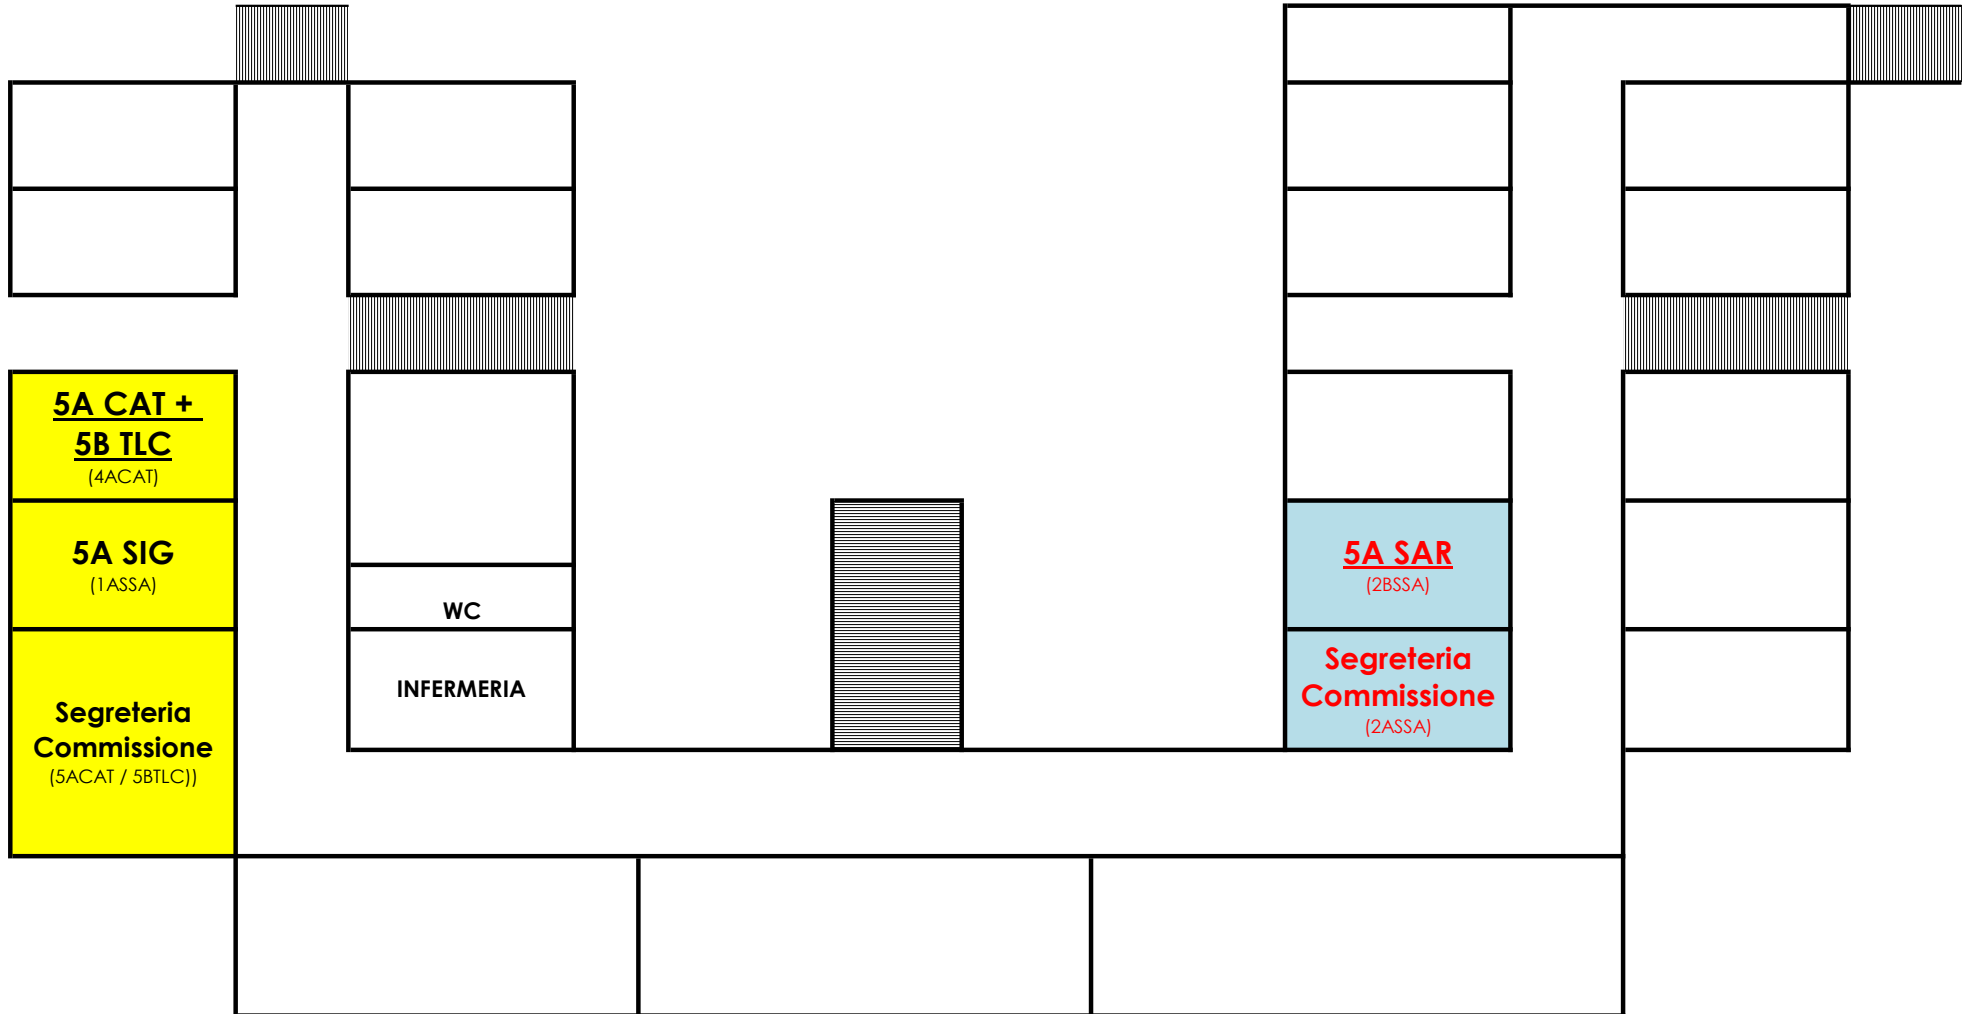 5A CAT +
5B TLC
(4ACAT)
5A SIG
(1ASSA)
Segreteria
Commissione
(5ACAT / 5BTLC))
WC
INFERMERIA
5A SAR
(2BSSA)
Segreteria
Commissione
(2ASSA)